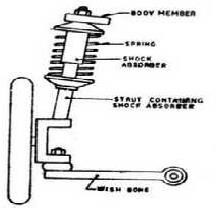 BODY MEMBER
SPRING
SHOCK
ABSORBER
STRUT CONTAINING
SHOCK ABSORBER
WISH BONE